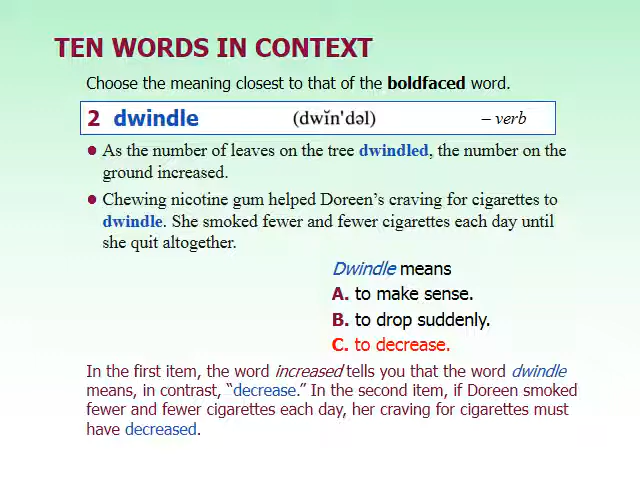 TEN WORDS IN CONTEXT
Choose the meaning closest to that of the boldfaced word.
2 dwindle (dwĭn'dəl) – verb
● As the number of leaves on the tree dwindled, the number on the
ground increased.
● Chewing nicotine gum helped Doreen’s craving for cigarettes to
dwindle. She smoked fewer and fewer cigarettes each day until
she quit altogether.
Dwindle means
A. to make sense.
B. to drop suddenly.
C. to decrease.
In the first item, the word increased tells you that the word dwindle
means, in contrast, “decrease.” In the second item, if Doreen smoked
fewer and fewer cigarettes each day, her craving for cigarettes must
have decreased.